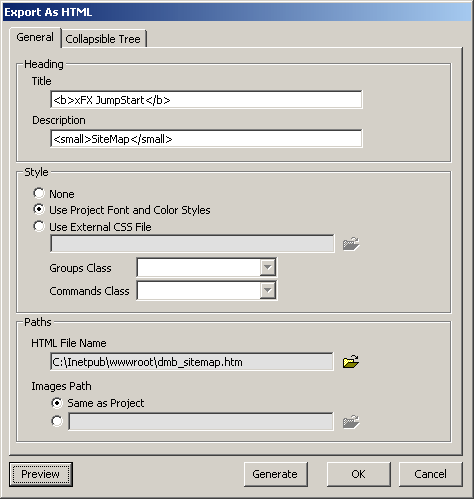 Export As HTML
General Collapsible Tree
Heading
Title
<b>xFX JumpStart</b>
Description
<small>SiteMap</small>
Style
None
Use Project Font and Color Styles
Use External CSS File
Groups Class
Commands Class
Paths
HTML File Name
C:\Inetpub\wwwroot\dmb_sitemap.htm
Images Path
Same as Project
Preview Generate OK Cancel